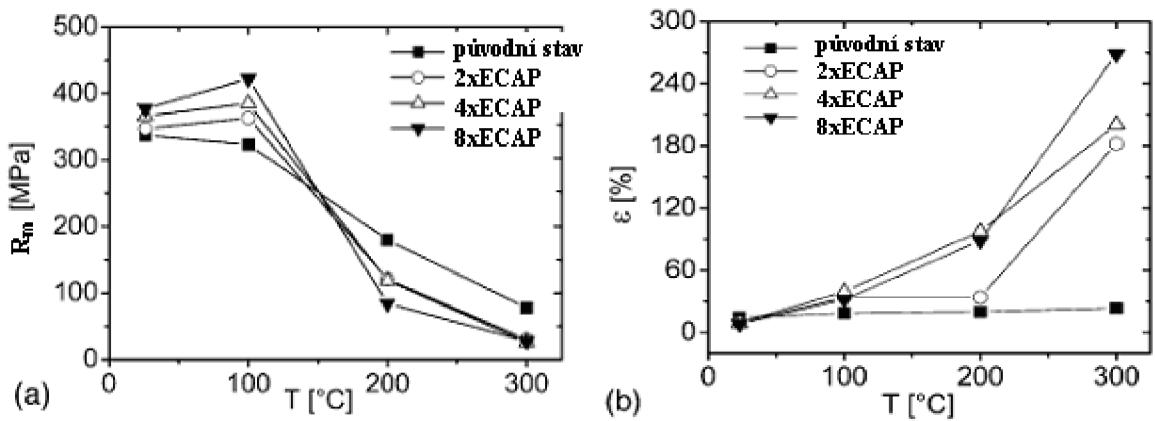 500
400
300
200
100
0
R_m [MPa]
původní stav
2xECAP
4xECAP
8xECAP
0
100
200
300
T [°C]
(a)
300
240
180
120
60
0
ε [%]
původní stav
2xECAP
4xECAP
8xECAP
0
100
200
300
T [°C]
(b)